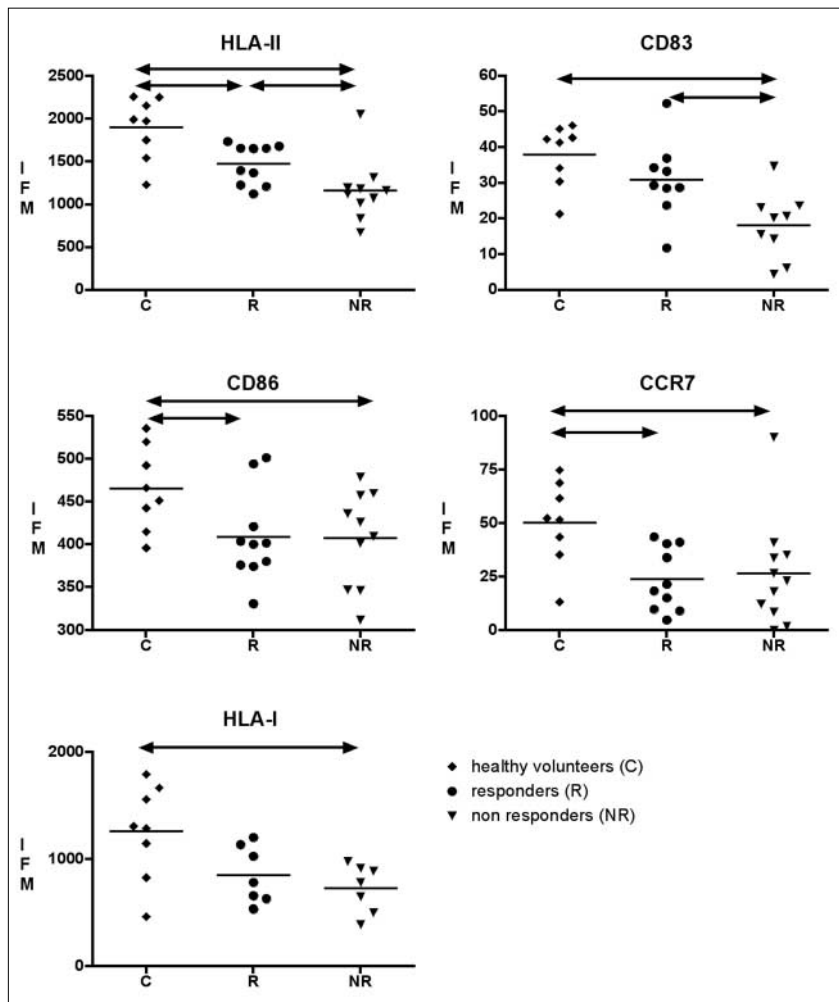 HLA-II
2500
2000
1500
1000
500
0
I
F
M
C R NR
CD83
60
50
40
30
20
10
0
I
F
M
C R NR
CD86
550
500
450
400
350
300
I
F
M
C R NR
CCR7
100
75
50
25
0
I
F
M
C R NR
HLA-I
2000
1000
0
I
F
M
C R NR
healthy volunteers (C)
responders (R)
non responders (NR)